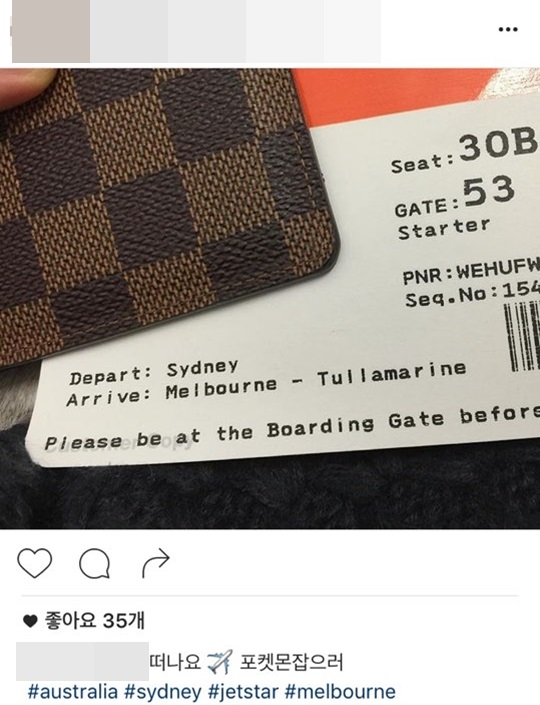 Seat:30B
GATE:53
Starter
PNR:WEHUFW
Seq.No:154
Depart: Sydney
Arrive: Melbourne - Tullamarine
Please be at the Boarding Gate before
Customer Copy
좋아요 35개
떠나요 ✈️ 포켓몬잡으러
#australia #sydney #jetstar #melbourne